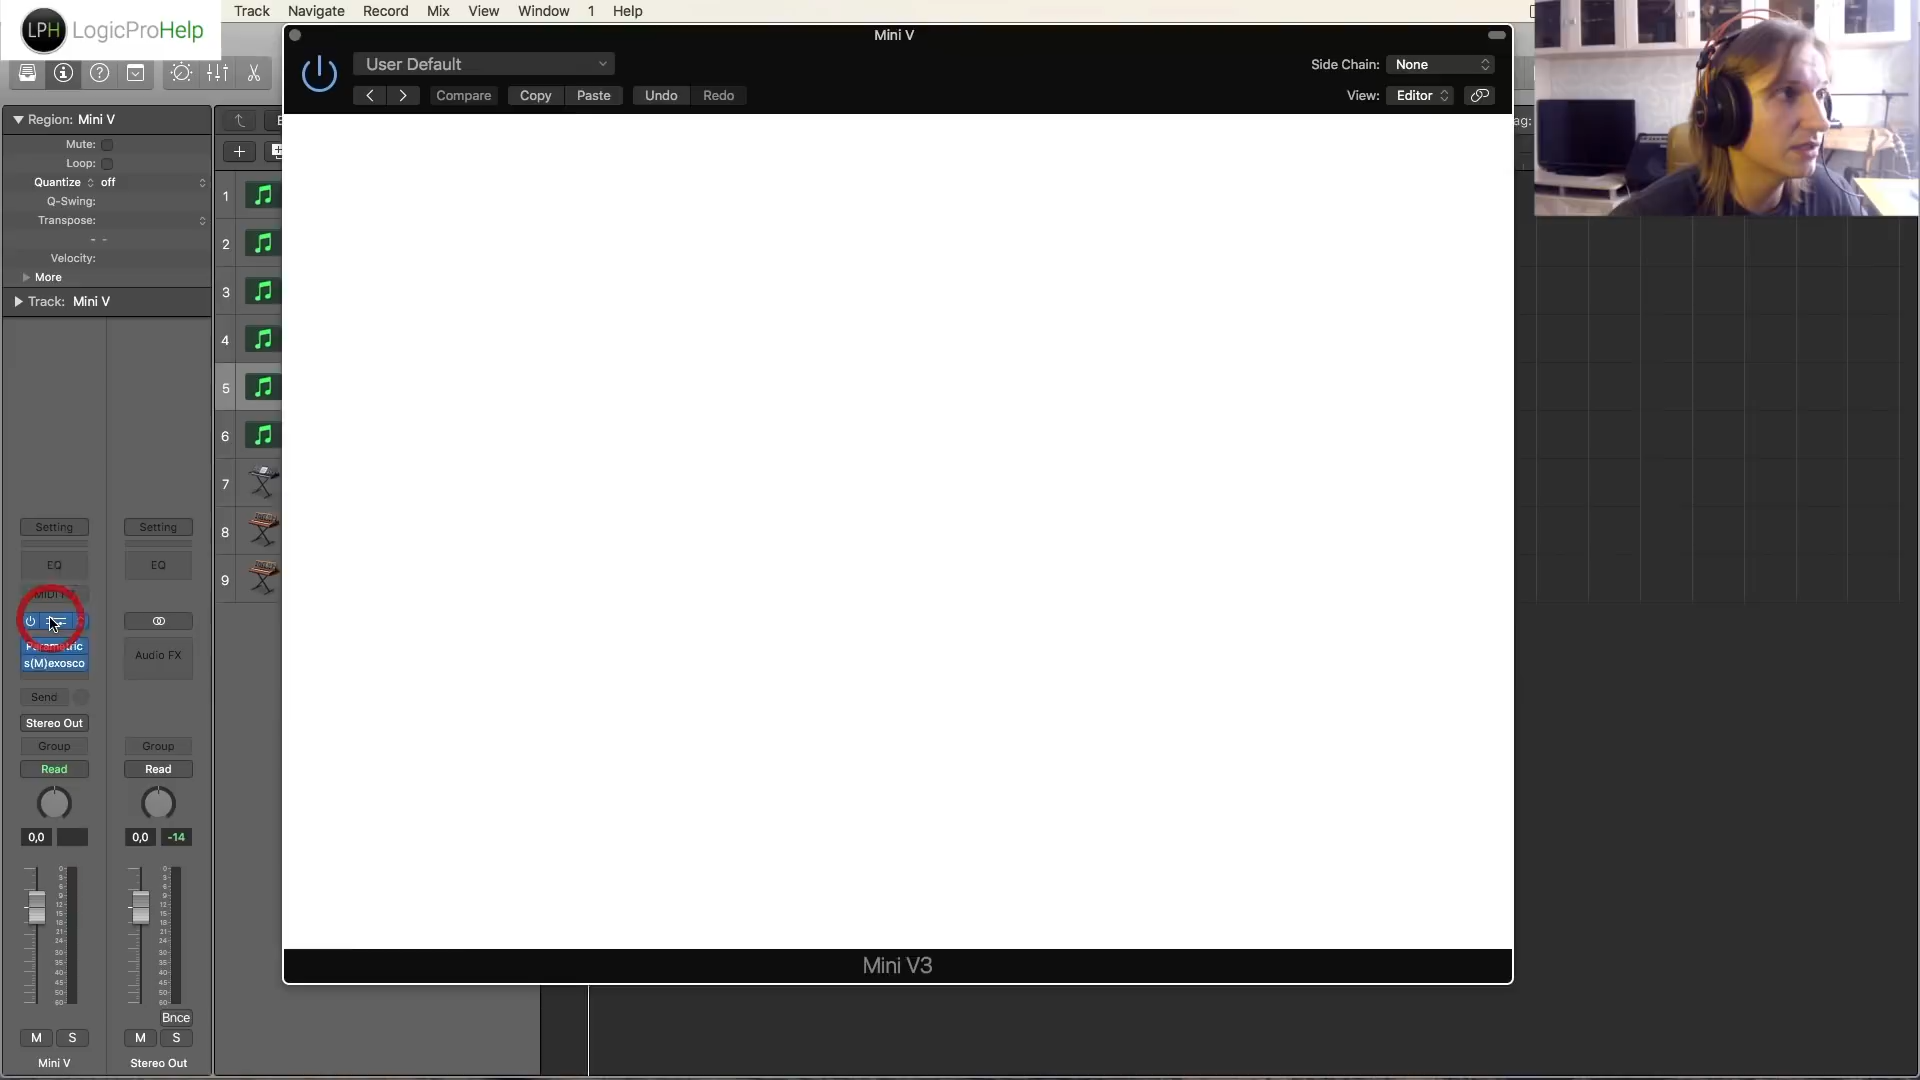 LPH LogicProHelp
Track Navigate Record Mix View Window 1 Help
Mini V
User Default
Side Chain: None
Compare Copy Paste Undo Redo
View: Editor
Region: Mini V
Mute:
Loop:
Quantize off
Q-Swing:
Transpose:
- -
Velocity:
More
Track: Mini V
ag:
1
2
3
4
5
6
7
8
9
Setting Setting
EQ EQ
s(M)exosco
Audio FX
Send
Stereo Out
Group Group
Read Read
0,0 0,0 -14
Bnce
M S M S
Mini V Stereo Out
Mini V3